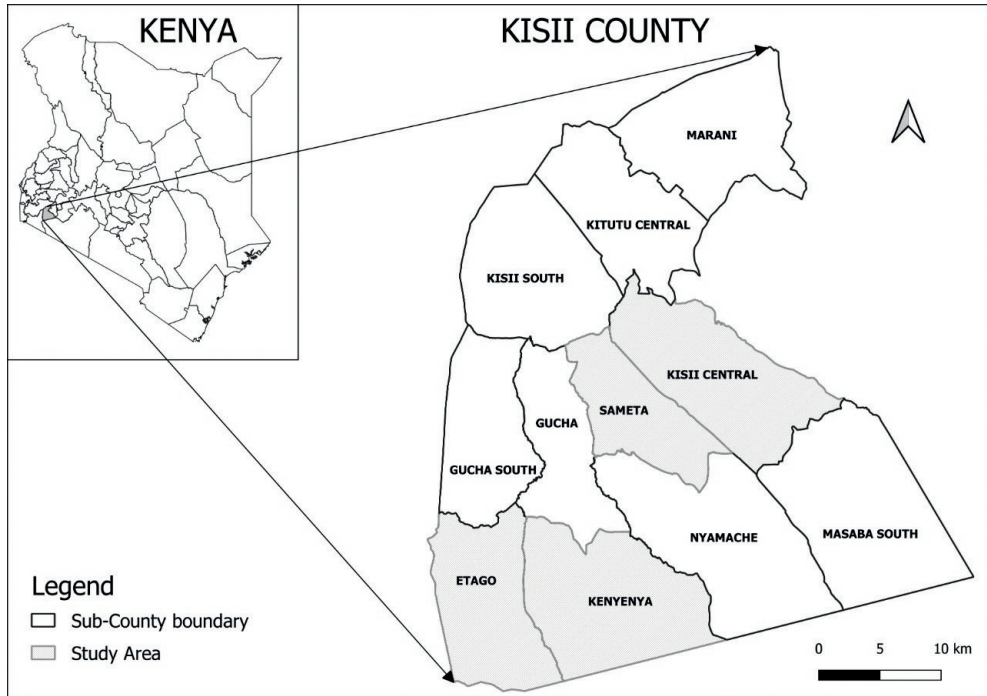 KENYA
KISII COUNTY
MARANI
KITUTU CENTRAL
KISII SOUTH
KISII CENTRAL
SAMETA
GUCHA
GUCHA SOUTH
MASABA SOUTH
NYAMACHE
ETAGO
KENYENYA
Legend
Sub-County boundary
Study Area
0 5 10 km